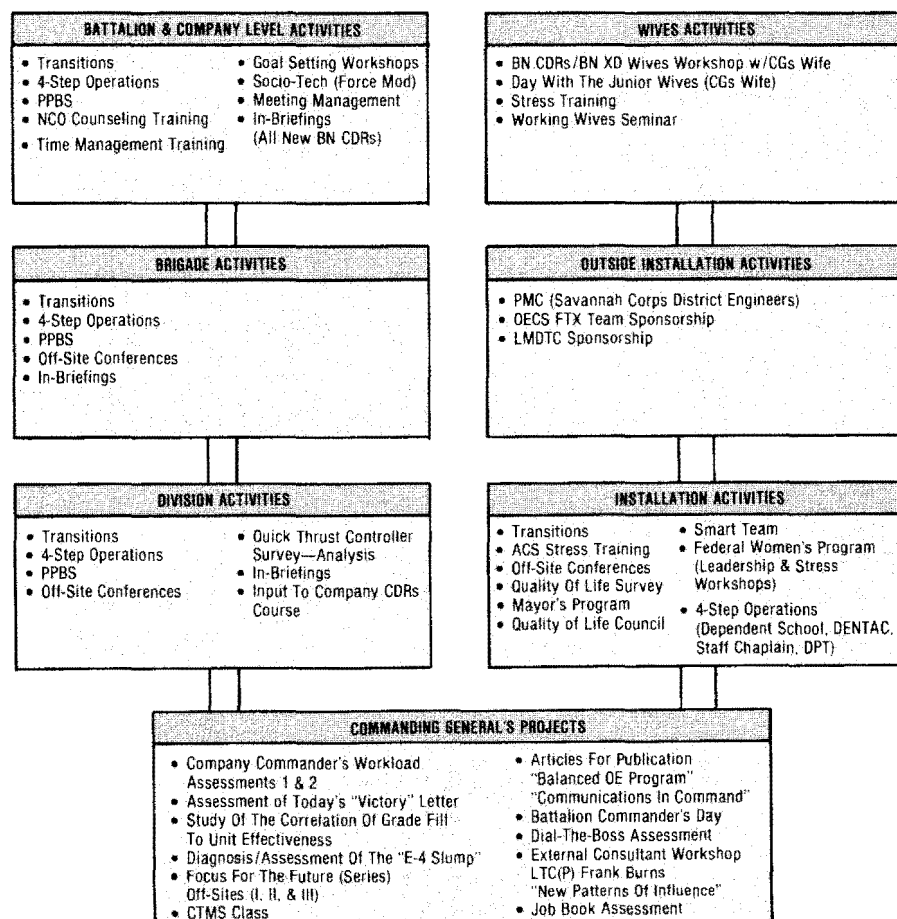 BATTALION & COMPANY LEVEL ACTIVITIES
• Transitions
• 4-Step Operations
• PPBS
• NCO Counseling Training
• Time Management Training
• Goal Setting Workshops
• Socio-Tech (Force Mod)
• Meeting Management
• In-Briefings
(All New BN CDRs)
WIVES ACTIVITIES
• BN CDRs/BN XO Wives Workshop w/CGs Wife
• Day With The Junior Wives (CGs Wife)
• Stress Training
• Working Wives Seminar
BRIGADE ACTIVITIES
• Transitions
• 4-Step Operations
• PPBS
• Off-Site Conferences
• In-Briefings
OUTSIDE INSTALLATION ACTIVITIES
• PMC (Savannah Corps District Engineers)
• OECS FTX Team Sponsorship
• LMDTC Sponsorship
DIVISION ACTIVITIES
• Transitions
• 4-Step Operations
• PPBS
• Off-Site Conferences
• Quick Thrust Controller
Survey—Analysis
• In-Briefings
• Input To Company CDRs
Course
INSTALLATION ACTIVITIES
• Transitions
• ACS Stress Training
• Off-Site Conferences
• Quality Of Life Survey
• Mayor's Program
• Quality of Life Council
• Smart Team
• Federal Women's Program
(Leadership & Stress
Workshops)
• 4-Step Operations
(Dependent School, DENTAC,
Staff Chaplain, DPT)
COMMANDING GENERAL'S PROJECTS
• Company Commander's Workload
Assessments 1 & 2
• Assessment of Today's "Victory" Letter
• Study Of The Correlation Of Grade Fill
To Unit Effectiveness
• Diagnosis/Assessment Of The "E-4 Slump"
• Focus For The Future (Series)
Off-Sites (I, II, & III)
• CTMS Class
• Articles For Publication
"Balanced OE Program"
"Communications In Command"
• Battalion Commander's Day
• Dial-The-Boss Assessment
• External Consultant Workshop
LTC(P) Frank Burns
"New Patterns Of Influence"
• Job Book Assessment